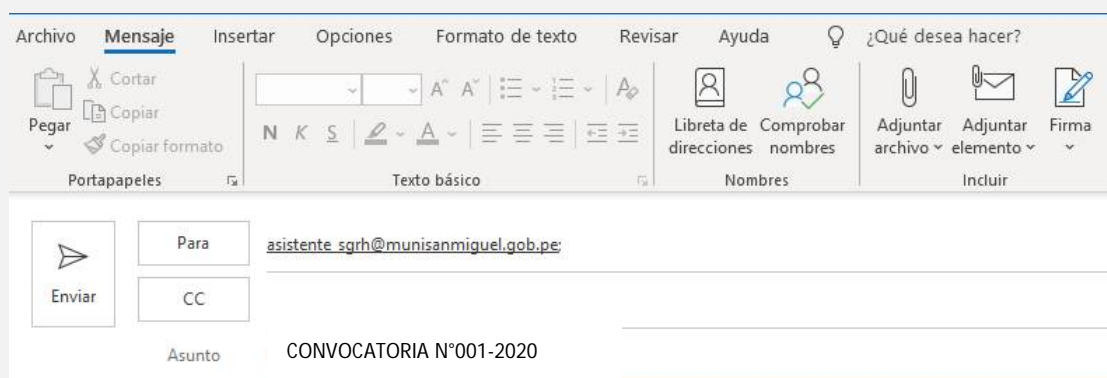 Archivo Mensaje Insertar Opciones Formato de texto Revisar Ayuda ¿Qué desea hacer?
Pegar
Cortar
Copiar
Copiar formato
Portapapeles
N K S
Texto básico
Libreta de direcciones
Comprobar nombres
Nombres
Adjuntar archivo
Adjuntar elemento
Firma
Incluir
Enviar
Para asistente_sgrh@munisanmiguel.gob.pe;
CC
Asunto CONVOCATORIA N°001-2020